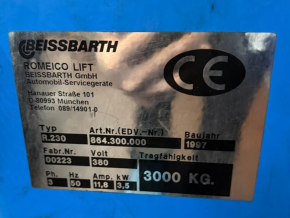 BEISSBARTH
ROMEICO LIFT
BEISSBARTH GmbH
Automobil-Servicegeräte
Hanauer Straße 101
D-80993 München
Telefon 089/14901-0
CE
Typ Art.Nr.(EDV.-Nr.) Baujahr
R.230 864.300.000 1997
Fabr.Nr. Volt Tragfähigkeit
00223 380
Ph. Hz Amp. kW 3000 KG.
3 50 11,8 3,5